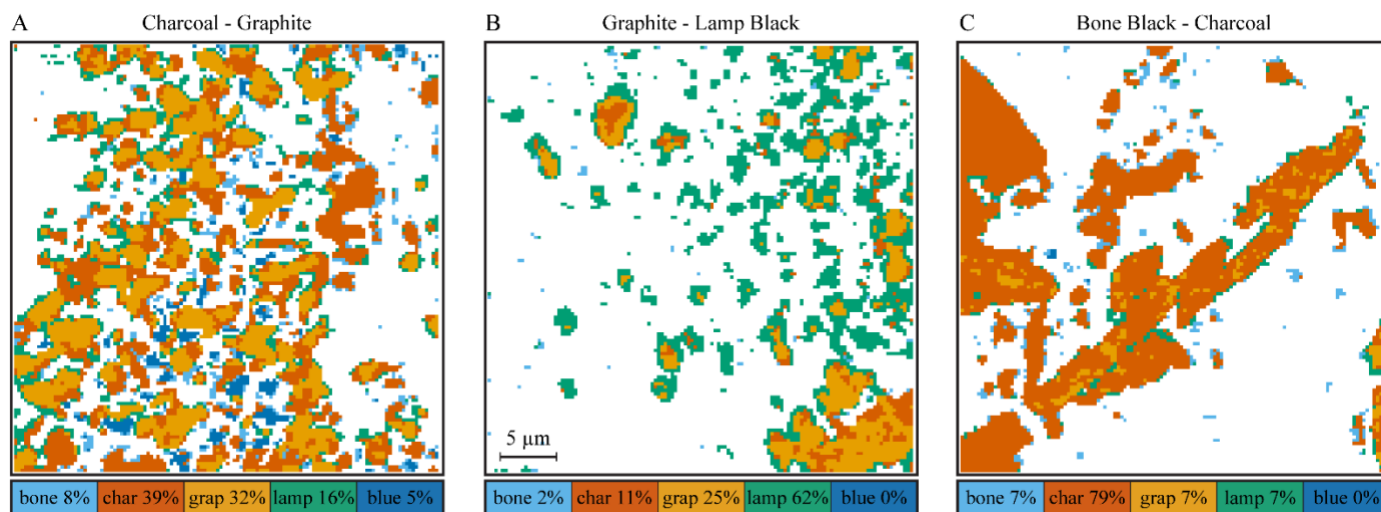 A Charcoal - Graphite
B Graphite - Lamp Black
C Bone Black - Charcoal
5 µm
bone 8% char 39% grap 32% lamp 16% blue 5%
bone 2% char 11% grap 25% lamp 62% blue 0%
bone 7% char 79% grap 7% lamp 7% blue 0%